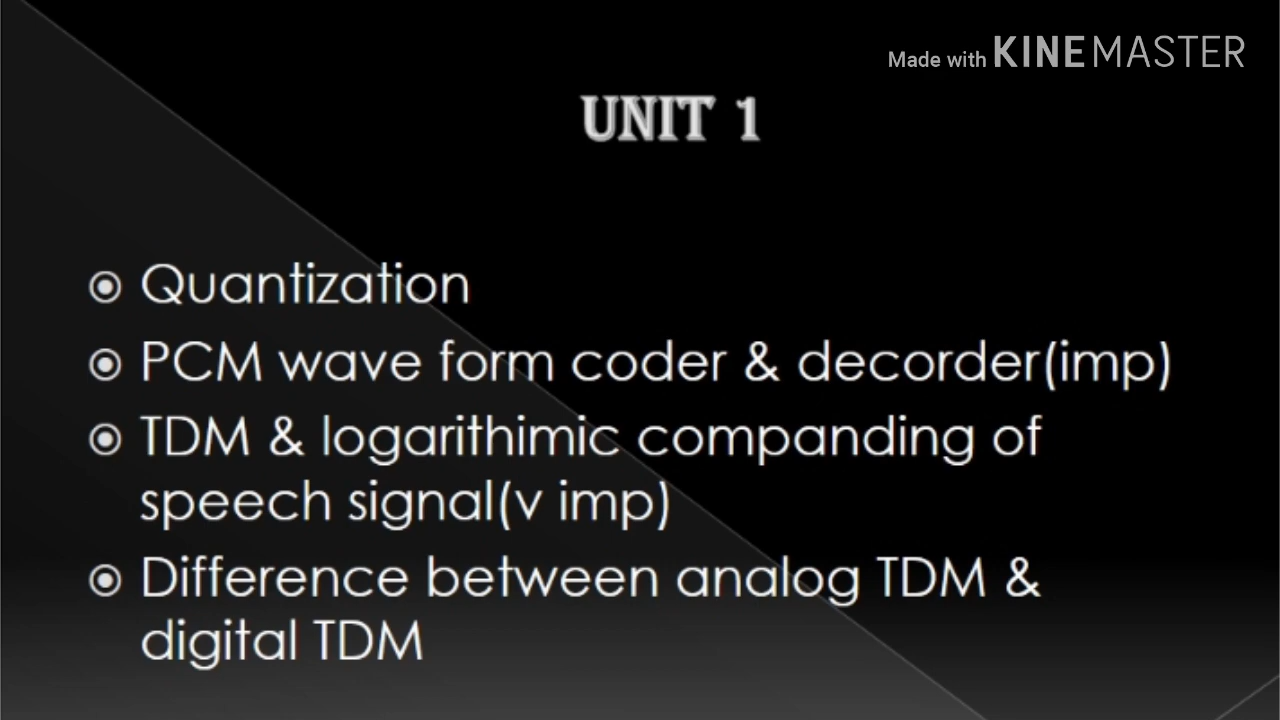 Made with KINEMASTER
UNIT 1
Quantization
PCM wave form coder & decorder(imp)
TDM & logarithimic companding of
speech signal(v imp)
Difference between analog TDM &
digital TDM